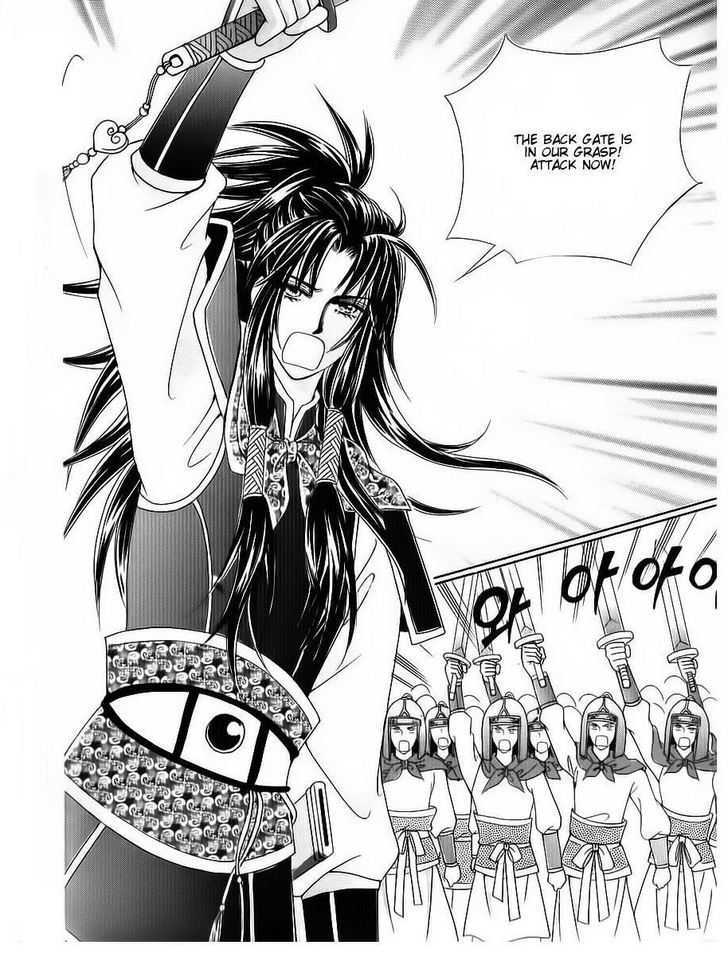 THE BACK GATE IS
IN OUR GRASP!
ATTACK NOW!
와 아 아 아